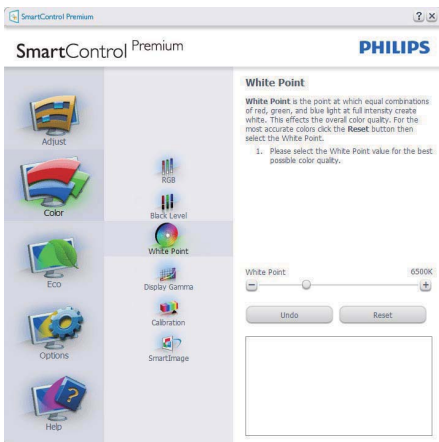 SmartControl Premium
? ×
SmartControl Premium
PHILIPS
Adjust
Color
Eco
Options
Help
RGB
Black Level
White Point
Display Gamma
Calibration
SmartImage
White Point
White Point is the point at which equal combinations
of red, green, and blue light at full intensity create
white. This effects the overall color quality. For the
most accurate colors click the Reset button then
select the White Point value.
1. Please select the White Point value for the best
possible color quality.
White Point 6500K
Undo Reset